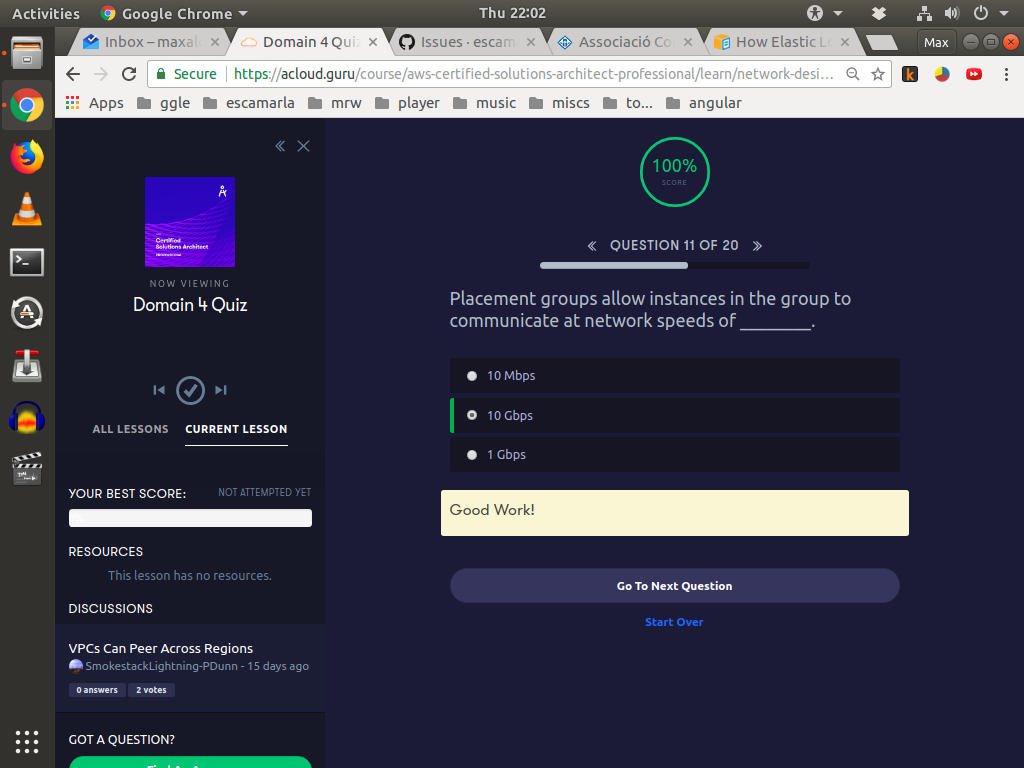 Activities
Google Chrome
Thu 22:02
Inbox – maxal
Domain 4 Quiz
Issues · escam
Associació Co
How Elastic L
Max
Secure
https://acloud.guru/course/aws-certified-solutions-architect-professional/learn/network-desi...
Apps
ggle
escamarla
mrw
player
music
miscs
to...
angular
Certified
Solutions Architect
NOW VIEWING
Domain 4 Quiz
ALL LESSONS
CURRENT LESSON
YOUR BEST SCORE:
NOT ATTEMPTED YET
RESOURCES
This lesson has no resources.
DISCUSSIONS
VPCs Can Peer Across Regions
SmokestackLightning-PDunn - 15 days ago
0 answers
2 votes
GOT A QUESTION?
100%
SCORE
QUESTION 11 OF 20
Placement groups allow instances in the group to
communicate at network speeds of ________.
10 Mbps
10 Gbps
1 Gbps
Good Work!
Go To Next Question
Start Over